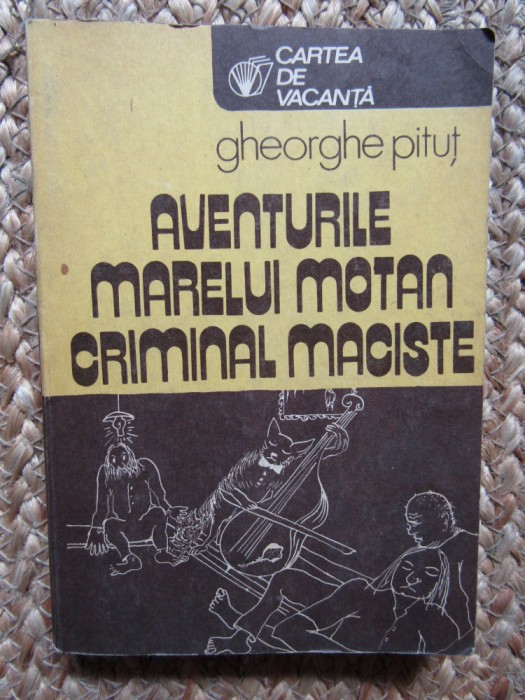 CARTEA
DE
VACANȚĂ
gheorghe pituț
AVENTURILE
MARELUI MOTAN
CRIMINAL MACISTE